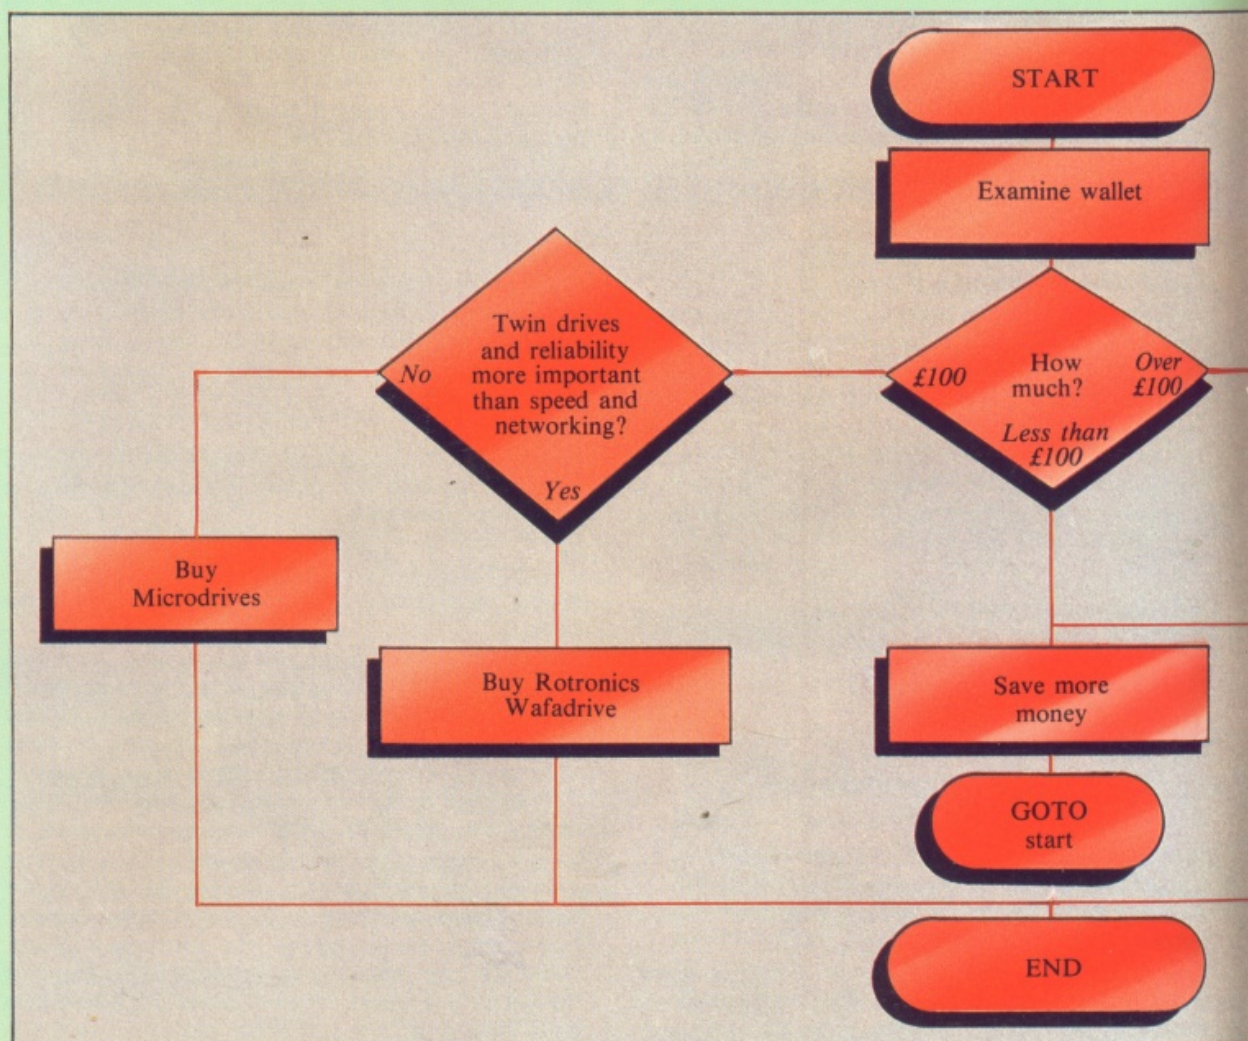 START
Examine wallet
How
much?
£100
Over
£100
Less than
£100
Twin drives
and reliability
more important
than speed and
networking?
No
Yes
Buy
Microdrives
Buy Rotronics
Wafadrive
Save more
money
GOTO
start
END